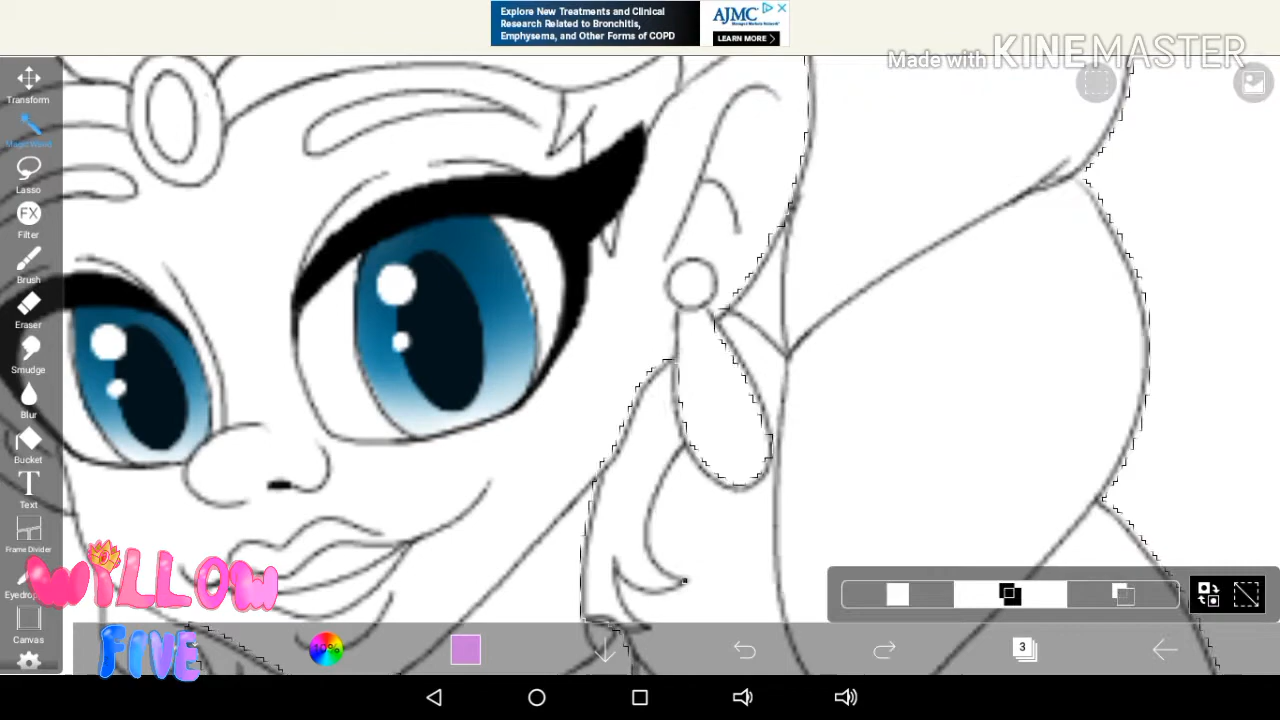 Explore New Treatments and Clinical
Research Related to Bronchitis,
Emphysema, and Other Forms of COPD
AJMC
LEARN MORE
Made with KINEMASTER
Transform
Magic Wand
Lasso
FX
Filter
Brush
Eraser
Smudge
Blur
Bucket
T
Text
Frame Divider
Canvas
WILLOW
FIVE
3